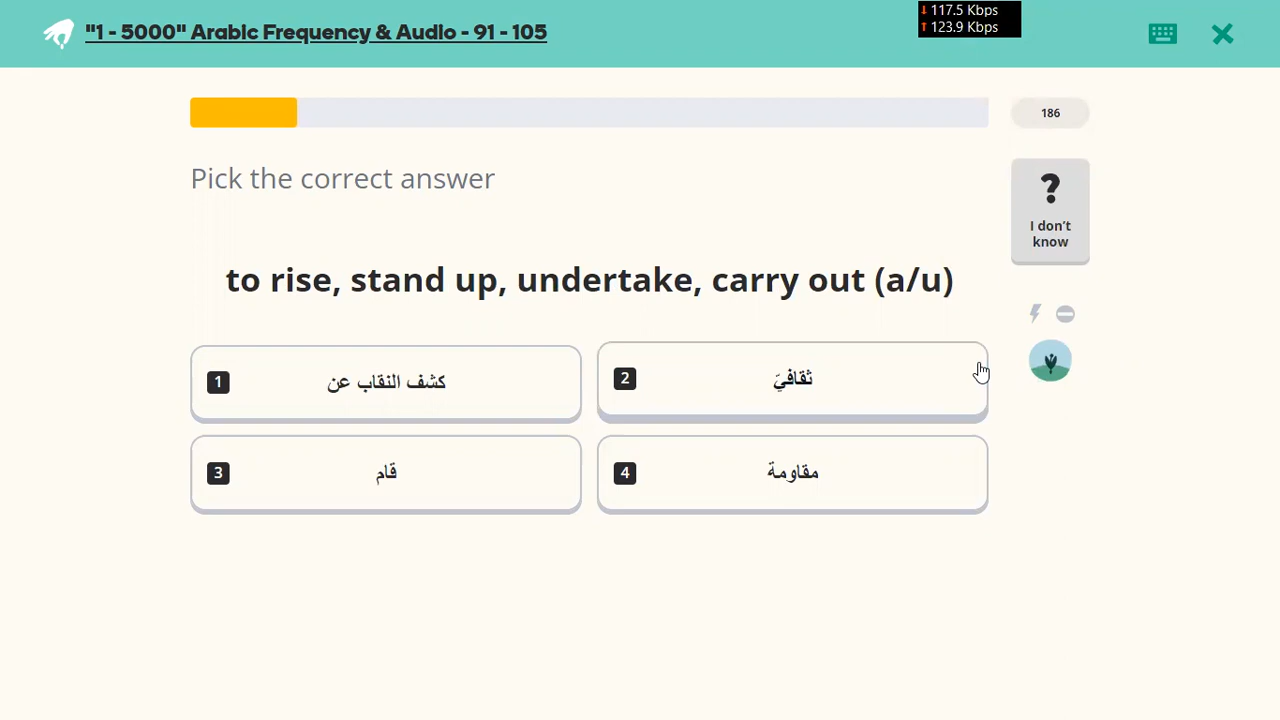 "1 - 5000" Arabic Frequency & Audio - 91 - 105
↓ 117.5 Kbps
↑ 123.9 Kbps
186
Pick the correct answer
?
I don't
know
to rise, stand up, undertake, carry out (a/u)
1 كشف النقاب عن
2 ثقافيّ
3 قام
4 مقاومة